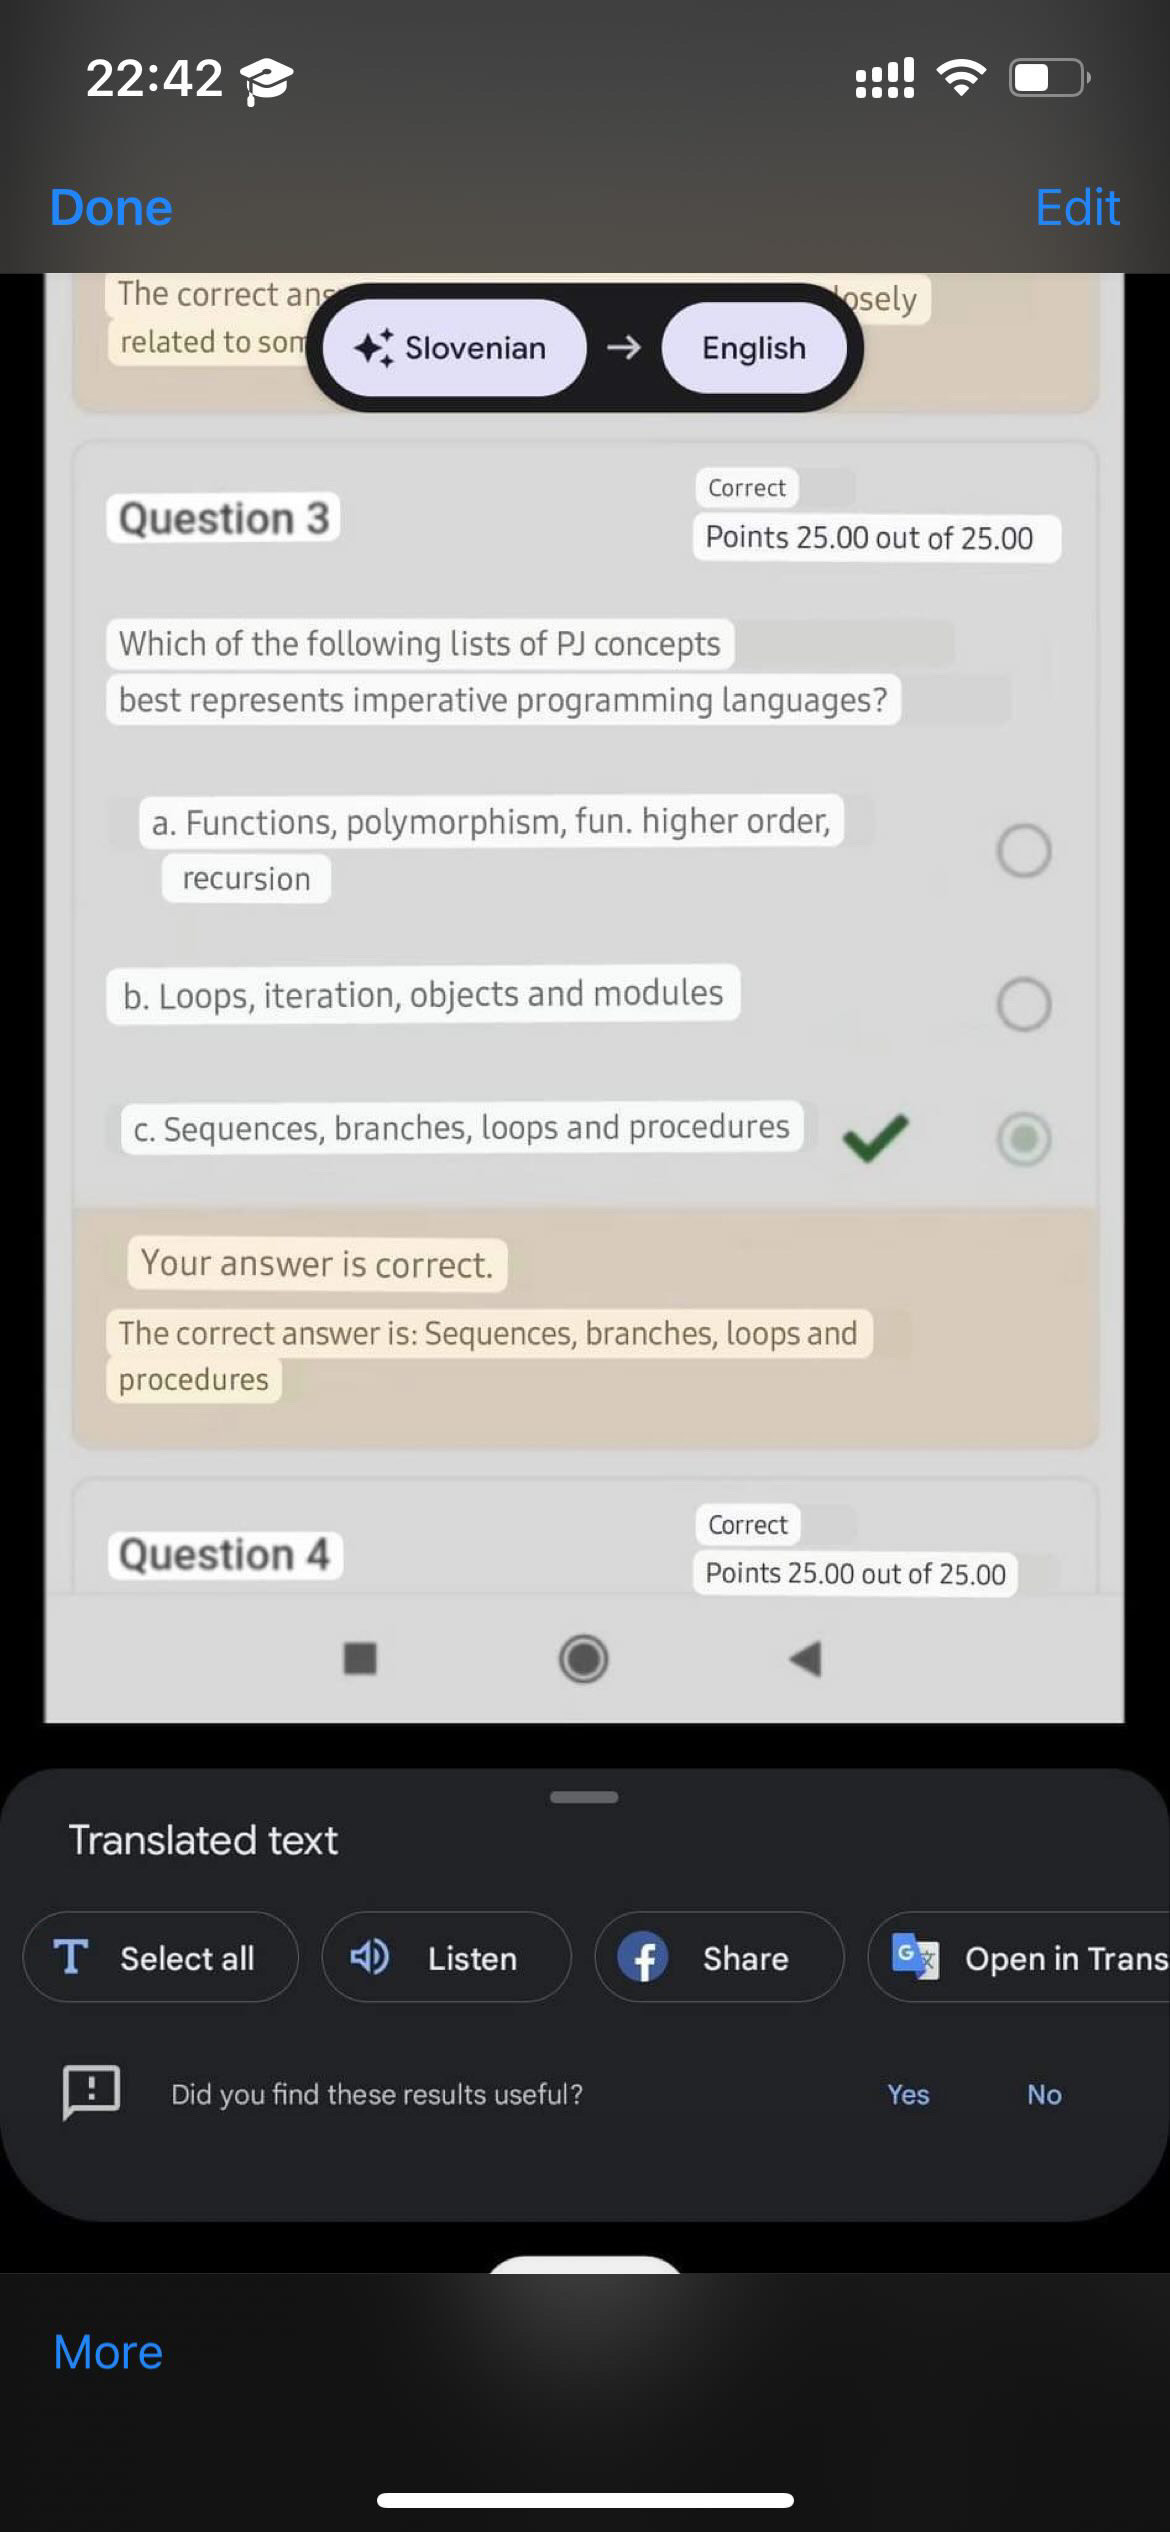 22:42
Done
Edit
The correct ans
losely
related to som
Slovenian → English
Question 3
Correct
Points 25.00 out of 25.00
Which of the following lists of PJ concepts
best represents imperative programming languages?
a. Functions, polymorphism, fun. higher order,
recursion
b. Loops, iteration, objects and modules
c. Sequences, branches, loops and procedures
Your answer is correct.
The correct answer is: Sequences, branches, loops and
procedures
Question 4
Correct
Points 25.00 out of 25.00
Translated text
Select all
Listen
Share
Open in Trans
Did you find these results useful?
Yes
No
More